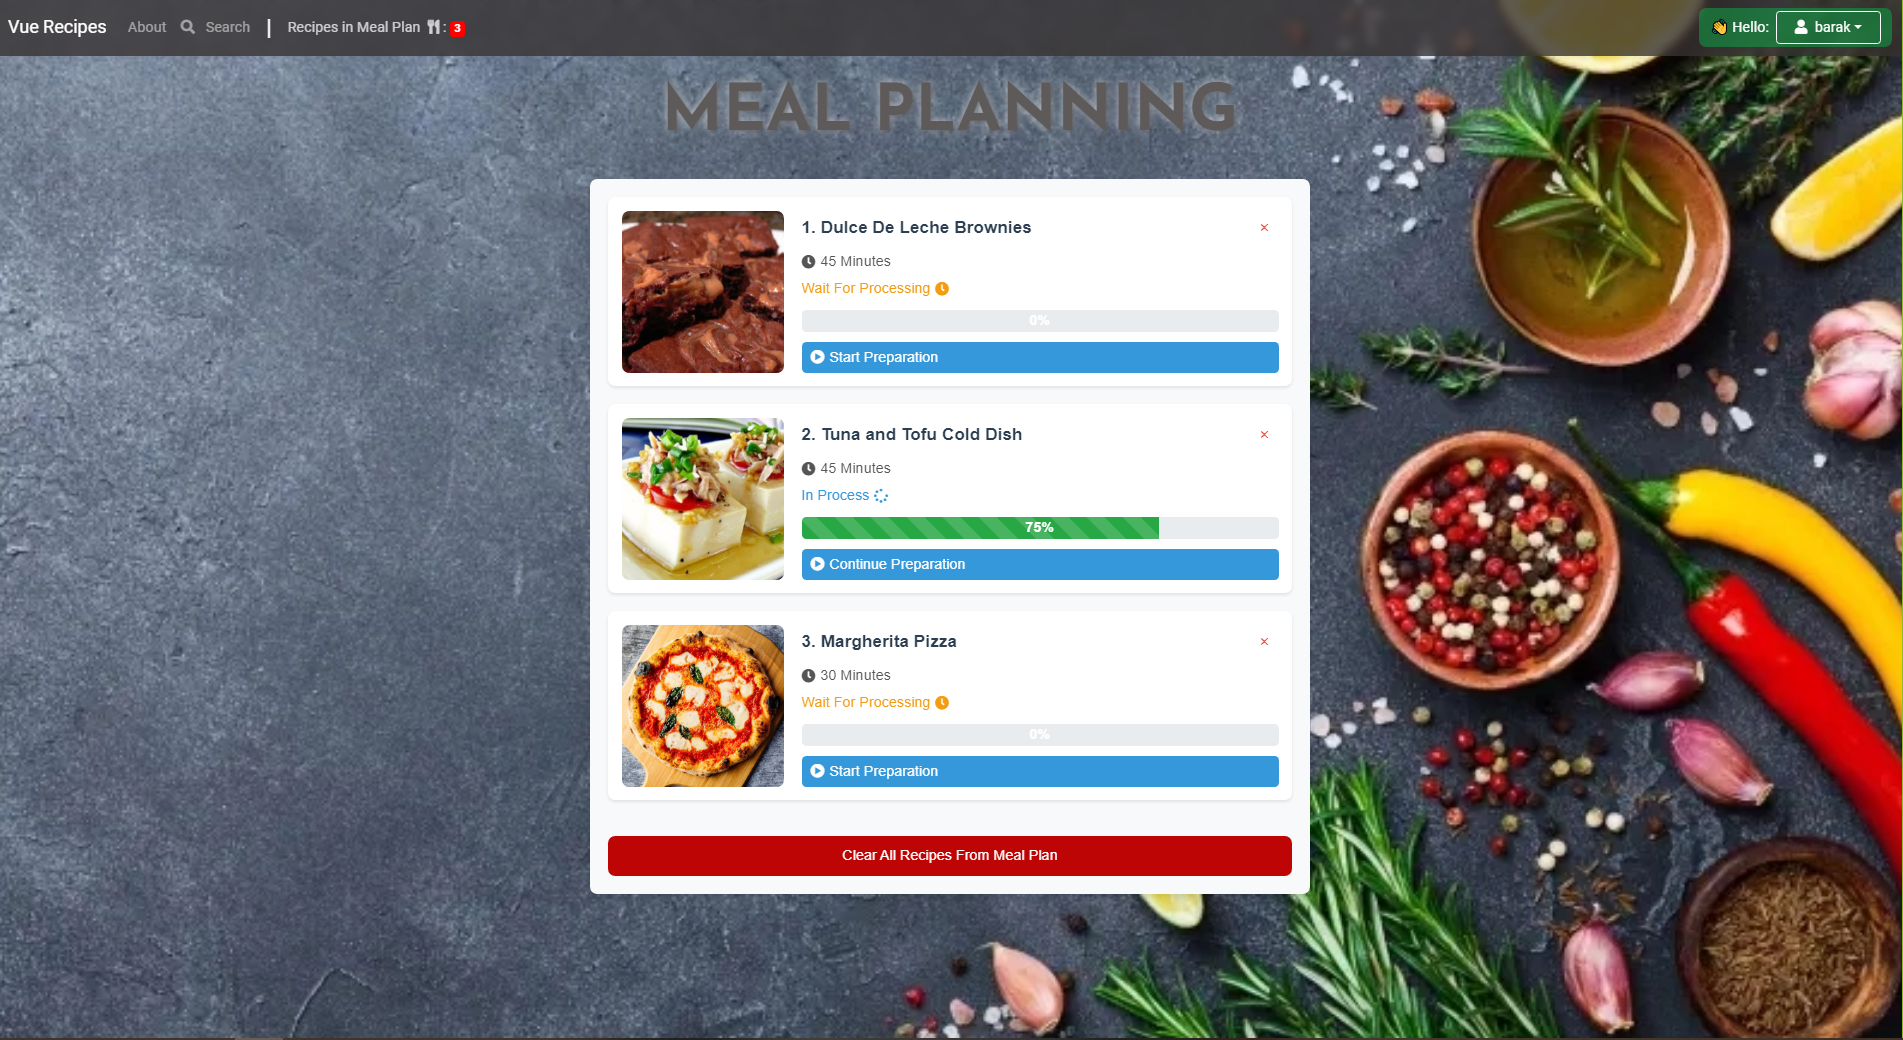 Vue Recipes About Search | Recipes in Meal Plan : 3 Hello: barak
MEAL PLANNING
1. Dulce De Leche Brownies ×
45 Minutes
Wait For Processing
0%
Start Preparation
2. Tuna and Tofu Cold Dish ×
45 Minutes
In Process
75%
Continue Preparation
3. Margherita Pizza ×
30 Minutes
Wait For Processing
0%
Start Preparation
Clear All Recipes From Meal Plan